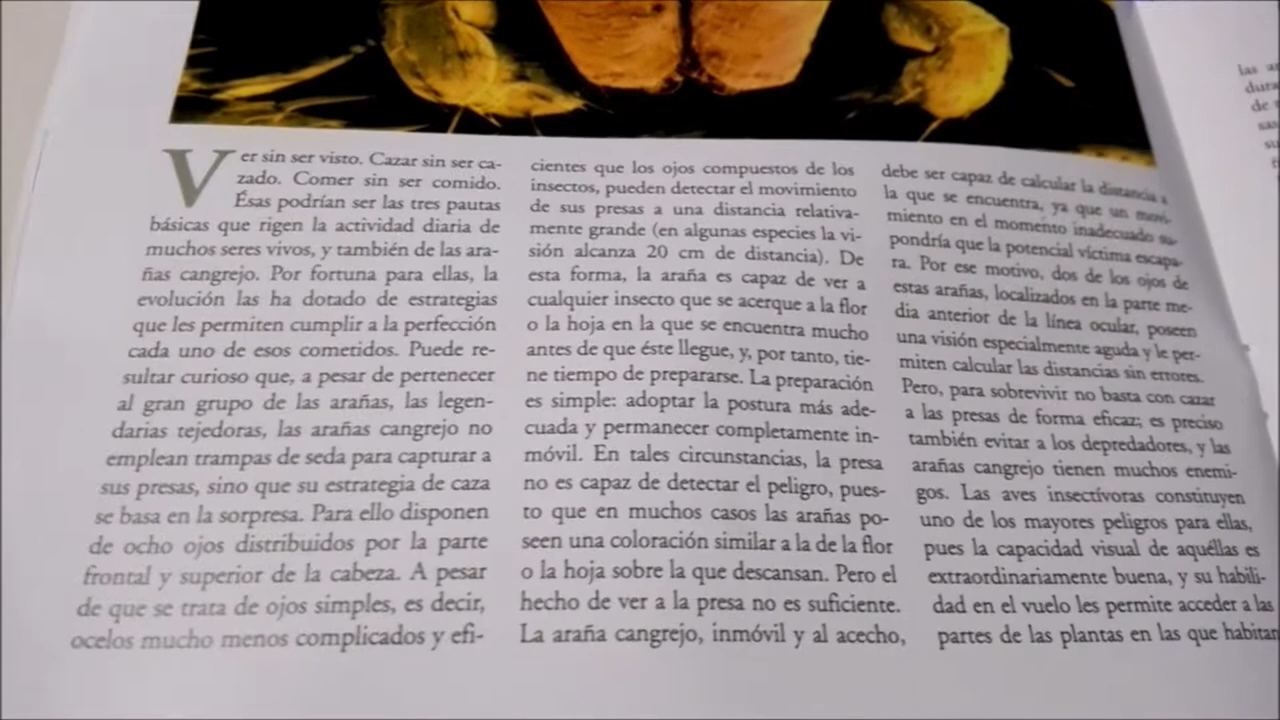 Ver sin ser visto. Cazar sin ser ca-
zado. Comer sin ser comido.
Ésas podrían ser las tres pautas
básicas que rigen la actividad diaria de
muchos seres vivos, y también de las ara-
ñas cangrejo. Por fortuna para ellas, la
evolución las ha dotado de estrategias
que les permiten cumplir a la perfección
cada uno de esos cometidos. Puede re-
sultar curioso que, a pesar de pertenecer
al gran grupo de las arañas, las legen-
darias tejedoras, las arañas cangrejo no
emplean trampas de seda para capturar a
sus presas, sino que su estrategia de caza
se basa en la sorpresa. Para ello disponen
de ocho ojos distribuidos por la parte
frontal y superior de la cabeza. A pesar
de que se trata de ojos simples, es decir,
ocelos mucho menos complicados y efi-
cientes que los ojos compuestos de los
insectos, pueden detectar el movimiento
de sus presas a una distancia relativa-
mente grande (en algunas especies la vi-
sión alcanza 20 cm de distancia). De
esta forma, la araña es capaz de ver a
cualquier insecto que se acerque a la flor
o la hoja en la que se encuentra mucho
antes de que éste llegue, y, por tanto, tie-
ne tiempo de prepararse. La preparación
es simple: adoptar la postura más ade-
cuada y permanecer completamente in-
móvil. En tales circunstancias, la presa
no es capaz de detectar el peligro, pues-
to que en muchos casos las arañas po-
seen una coloración similar a la de la flor
o la hoja sobre la que descansan. Pero el
hecho de ver a la presa no es suficiente.
La araña cangrejo, inmóvil y al acecho,
debe ser capaz de calcular la distancia a
la que se encuentra, ya que un movi-
miento en el momento inadecuado su-
pondría que la potencial víctima escapa-
ra. Por ese motivo, dos de los ojos de
estas arañas, localizados en la parte me-
dia anterior de la línea ocular, poseen
una visión especialmente aguda y le per-
miten calcular las distancias sin errores.
Pero, para sobrevivir no basta con cazar
a las presas de forma eficaz; es preciso
también evitar a los depredadores, y las
arañas cangrejo tienen muchos enemi-
gos. Las aves insectívoras constituyen
uno de los mayores peligros para ellas,
pues la capacidad visual de aquéllas es
extraordinariamente buena, y su habili-
dad en el vuelo les permite acceder a las
partes de las plantas en las que habitan
las
de